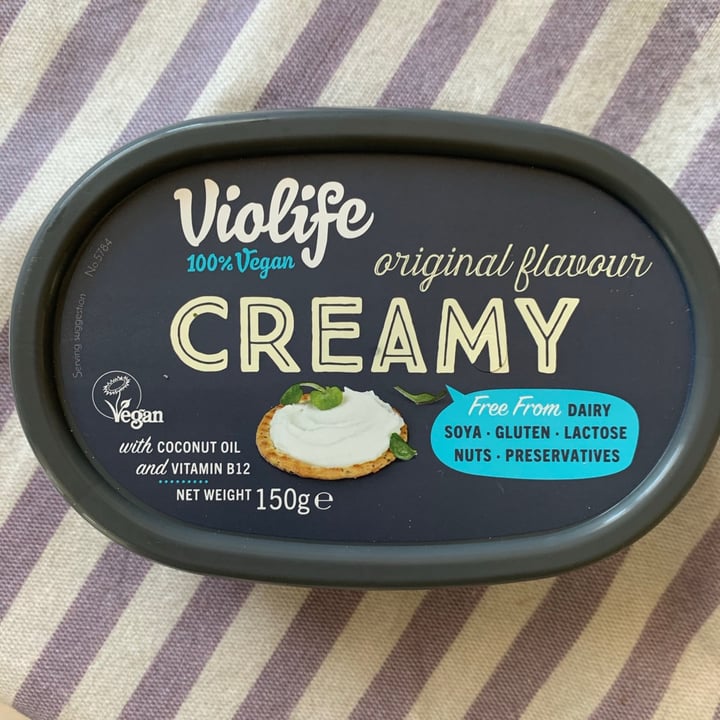 Violife
100% Vegan
original flavour
CREAMY
Serving suggestion No 5784
Vegan
with COCONUT OIL
and VITAMIN B12
NET WEIGHT 150g e
Free From DAIRY
SOYA · GLUTEN · LACTOSE
NUTS · PRESERVATIVES